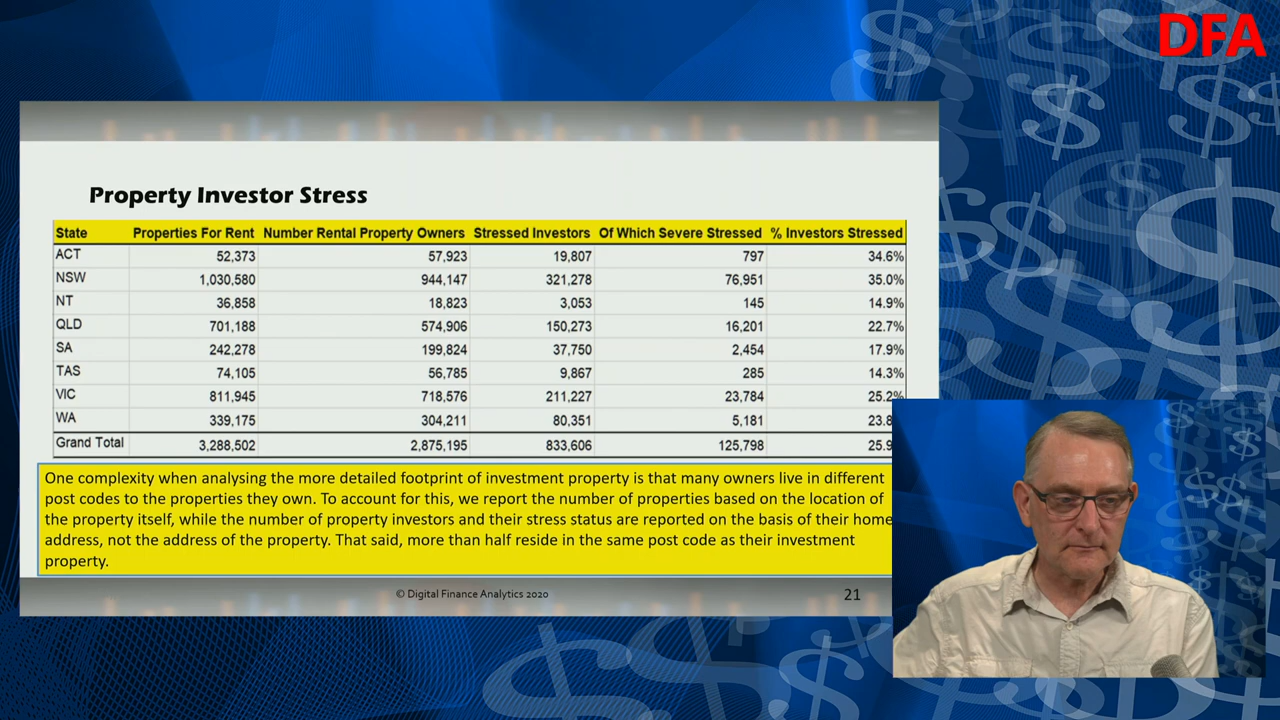 DFA
Property Investor Stress
State Properties For Rent Number Rental Property Owners Stressed Investors Of Which Severe Stressed % Investors Stressed
ACT 52,373 57,923 19,807 797 34.6%
NSW 1,030,580 944,147 321,278 76,951 35.0%
NT 36,858 18,823 3,053 145 14.9%
QLD 701,188 574,906 150,273 16,201 22.7%
SA 242,278 199,824 37,750 2,454 17.9%
TAS 74,105 56,785 9,867 285 14.3%
VIC 811,945 718,576 211,227 23,784 25.2%
WA 339,175 304,211 80,351 5,181 23.8
Grand Total 3,288,502 2,875,195 833,606 125,798 25.9
One complexity when analysing the more detailed footprint of investment property is that many owners live in different
post codes to the properties they own. To account for this, we report the number of properties based on the location of
the property itself, while the number of property investors and their stress status are reported on the basis of their home
address, not the address of the property. That said, more than half reside in the same post code as their investment
property.
© Digital Finance Analytics 2020
21